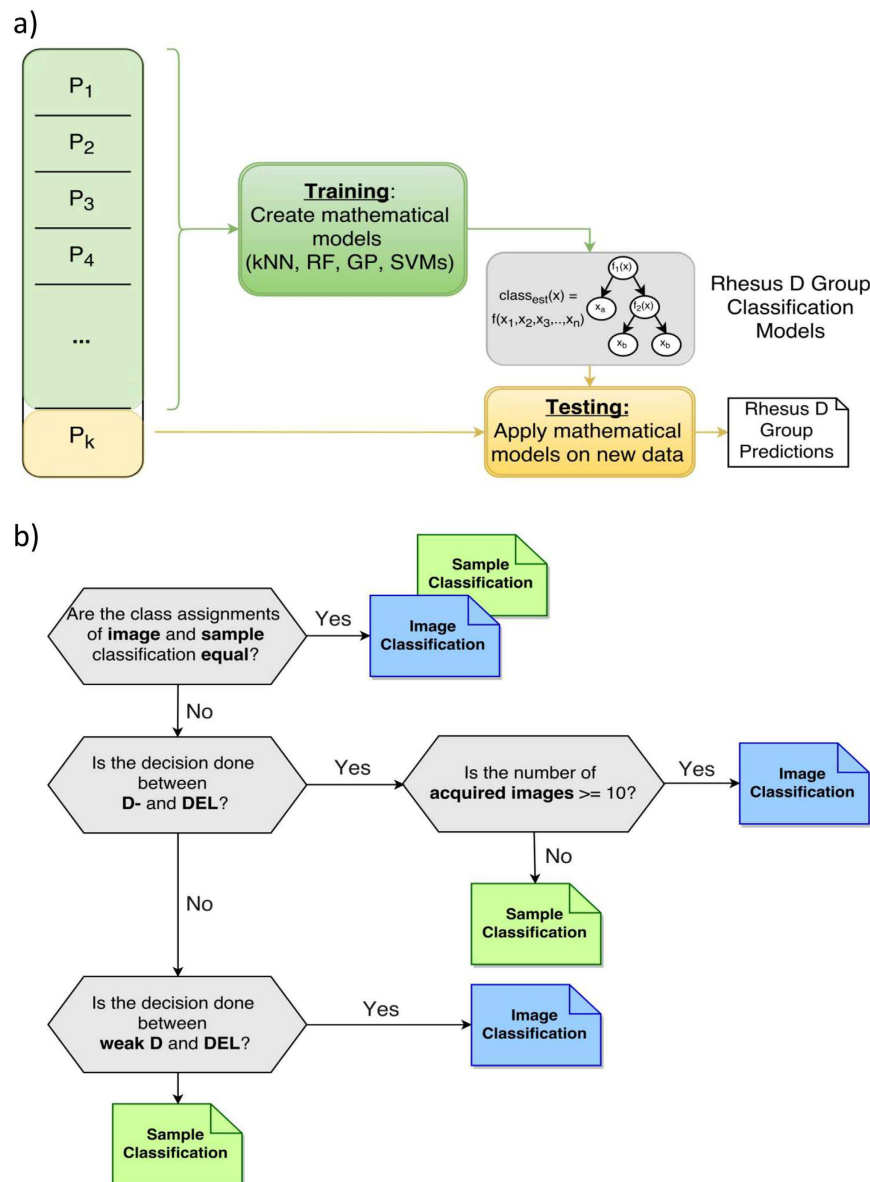 a)
P1
P2
P3
P4
...
Pk
Training:
Create mathematical
models
(kNN, RF, GP, SVMs)
classest(x) =
f(x1,x2,x3,..,xn)
f1(x)
xa
f2(x)
xb
xb
Rhesus D Group
Classification
Models
Testing:
Apply mathematical
models on new data
Rhesus D
Group
Predictions
b)
Are the class assignments
of image and sample
classification equal?
Yes
Sample
Classification
Image
Classification
No
Is the decision done
between
D- and DEL?
Yes
Is the number of
acquired images >= 10?
Yes
Image
Classification
No
Sample
Classification
No
Is the decision done
between
weak D and DEL?
Yes
Image
Classification
Sample
Classification